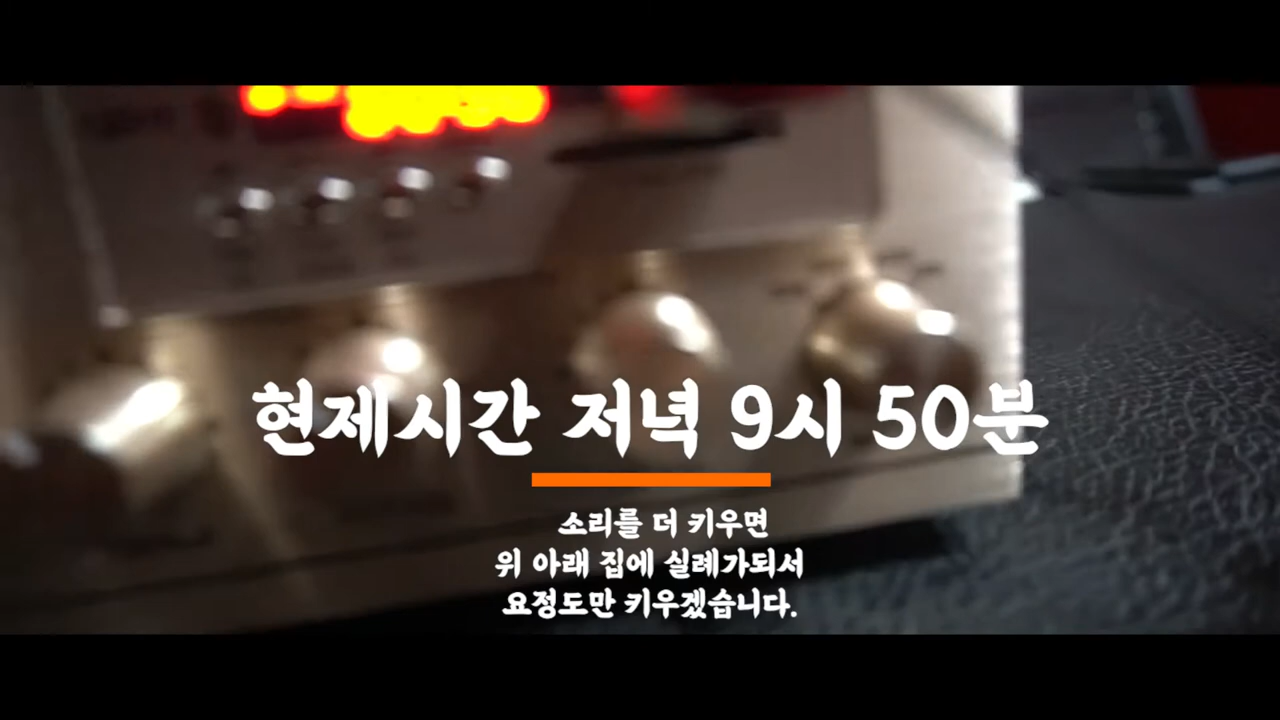 현제시간 저녁 9시 50분
소리를 더 키우면
위 아래 집에 실례가되서
요정도만 키우겠습니다.